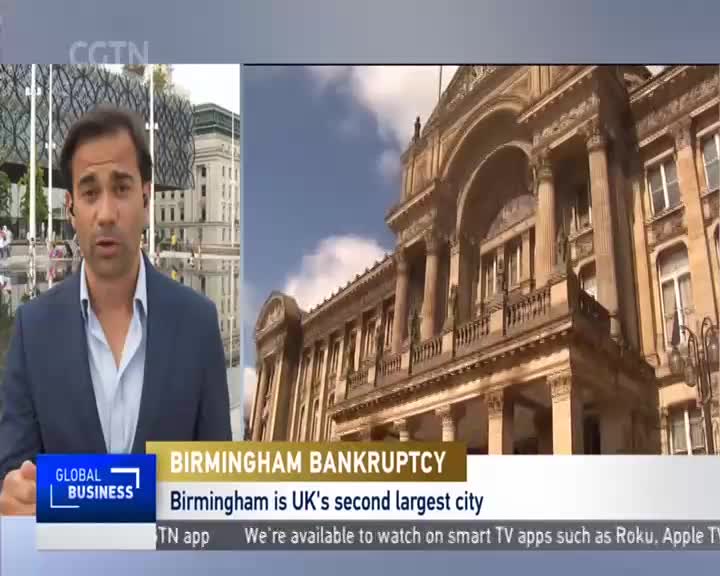 CGTN
BIRMINGHAM BANKRUPTCY
GLOBAL
BUSINESS
Birmingham is UK's second largest city
TN app We're available to watch on smart TV apps such as Roku, Apple TV